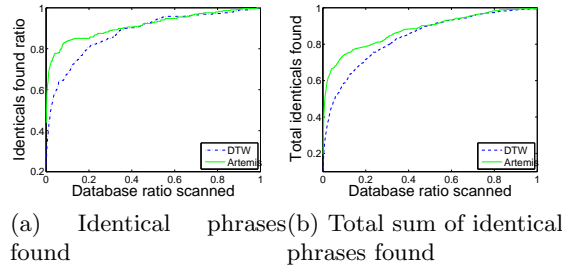 1
0.8
0.6
0.4
0.2
0
0.2
0.4
0.6
0.8
1
Identicals found ratio
Database ratio scanned
DTW
Artemis
1
0.8
0.6
0.4
0.2
0
0.2
0.4
0.6
0.8
1
Total identicals found
Database ratio scanned
DTW
Artemis
(a) Identical phrases
found
(b) Total sum of identical
phrases found